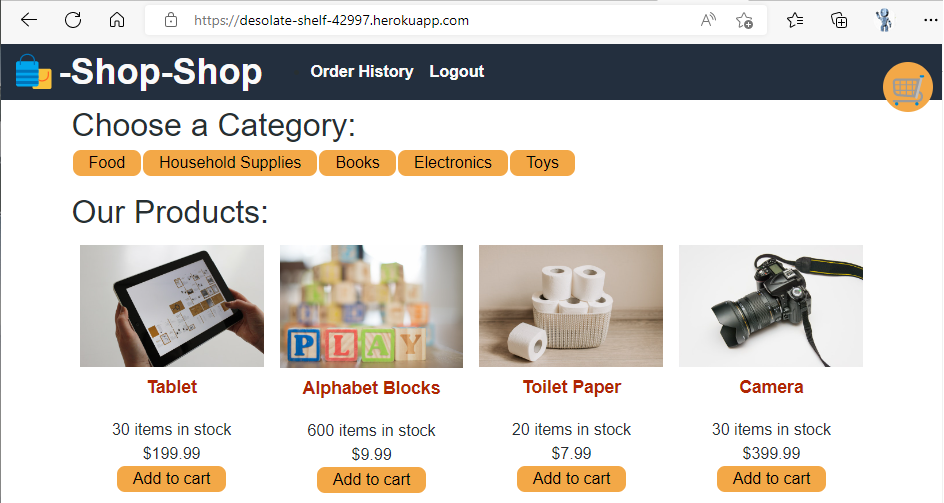 https://desolate-shelf-42997.herokuapp.com
-Shop-Shop Order History Logout
Choose a Category:
Food Household Supplies Books Electronics Toys
Our Products:
PLAY
Tablet Alphabet Blocks Toilet Paper Camera
30 items in stock 600 items in stock 20 items in stock 30 items in stock
$199.99 $9.99 $7.99 $399.99
Add to cart Add to cart Add to cart Add to cart